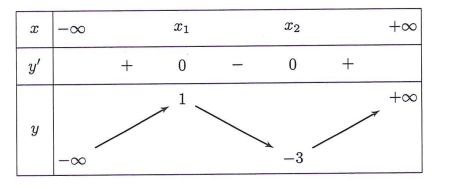 x −∞ x₁ x₂ +∞
y′ + 0 − 0 +
1 +∞
y
−∞ −3